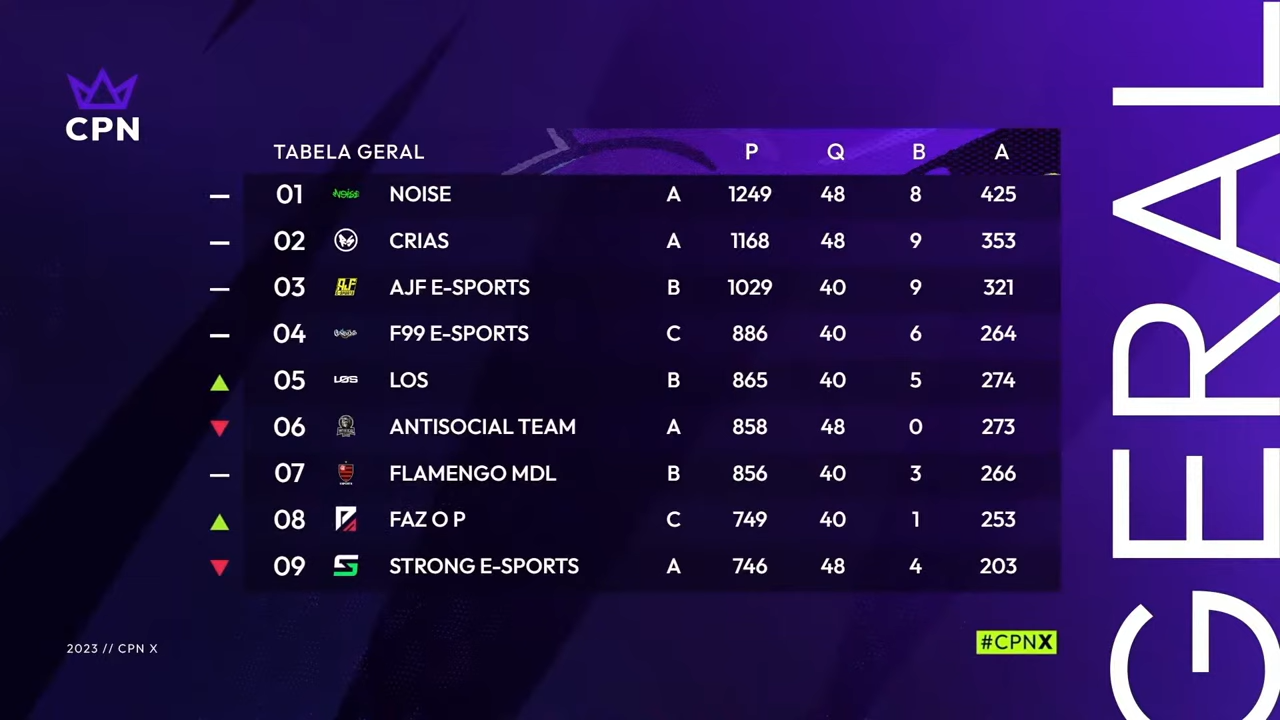 CPN
TABELA GERAL P Q B A
01 NOISE A 1249 48 8 425
02 CRIAS A 1168 48 9 353
03 AJF E-SPORTS B 1029 40 9 321
04 F99 E-SPORTS C 886 40 6 264
05 LOS LOS B 865 40 5 274
06 ANTISOCIAL TEAM A 858 48 0 273
07 FLAMENGO MDL B 856 40 3 266
08 FAZ O P C 749 40 1 253
09 STRONG E-SPORTS A 746 48 4 203
2023 // CPN X
#CPNX
GERAL